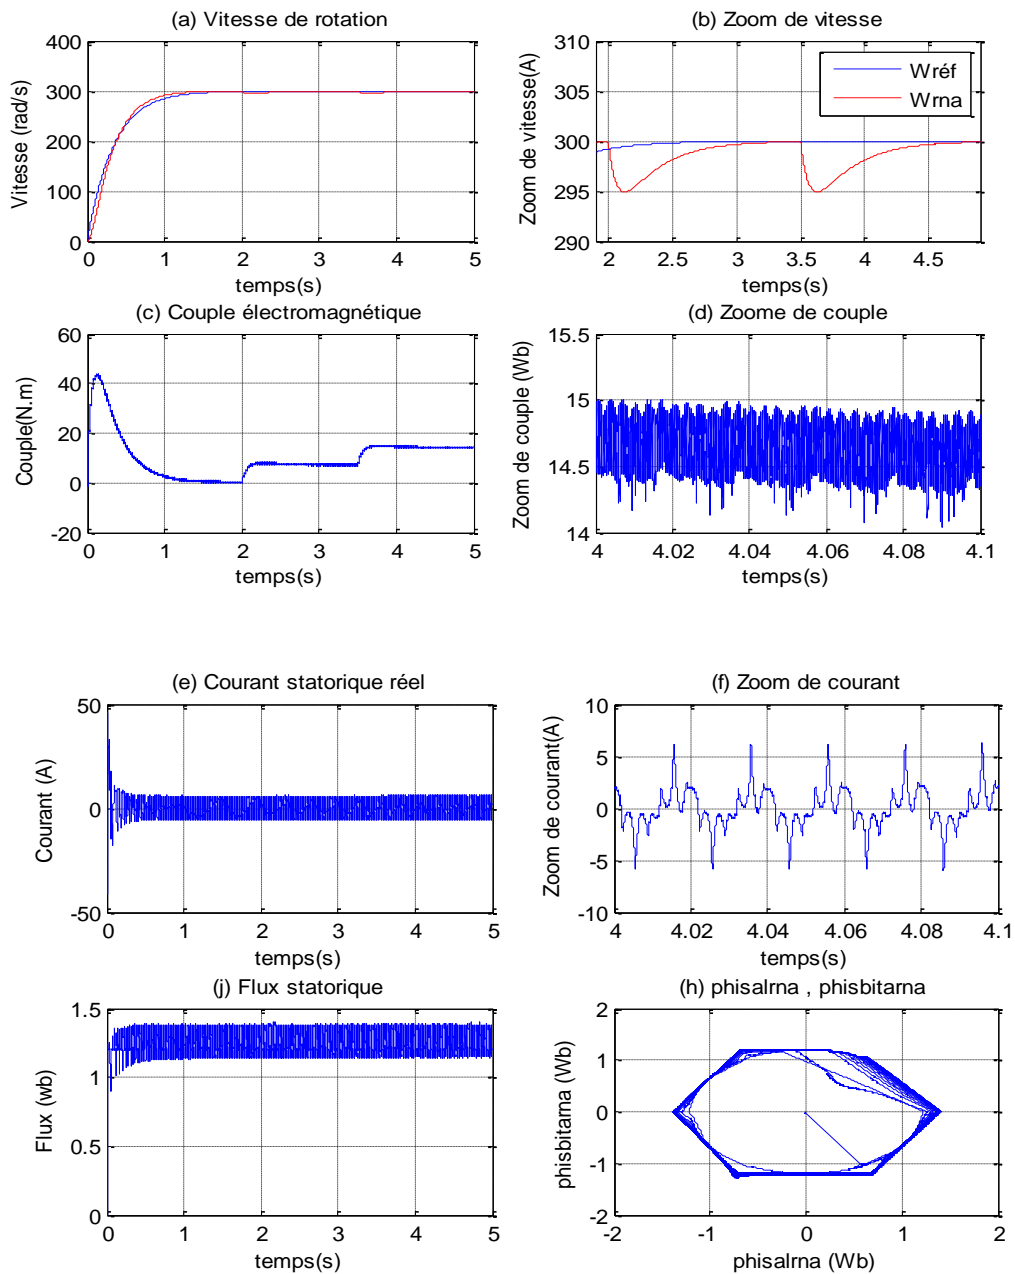 (a) Vitesse de rotation
400
300
200
100
0
Vitesse (rad/s)
0 1 2 3 4 5
temps(s)
(b) Zoom de vitesse
310
305
300
295
290
Zoom de vitesse(A)
Wréf
Wrna
2 2.5 3 3.5 4 4.5
temps(s)
(c) Couple électromagnétique
60
40
20
0
-20
Couple(N.m)
0 1 2 3 4 5
temps(s)
(d) Zoome de couple
15.5
15
14.5
14
Zoom de couple (Wb)
4 4.02 4.04 4.06 4.08 4.1
temps(s)
(e) Courant statorique réel
50
0
-50
Courant (A)
0 1 2 3 4 5
temps(s)
(f) Zoom de courant
10
5
0
-5
-10
Zoom de courant(A)
4 4.02 4.04 4.06 4.08 4.1
temps(s)
(j) Flux statorique
1.5
1
0.5
0
Flux (wb)
0 1 2 3 4 5
temps(s)
(h) phisalrna , phisbitarna
2
1
0
-1
-2
phisbitarna (Wb)
-2 -1 0 1 2
phisalrna (Wb)